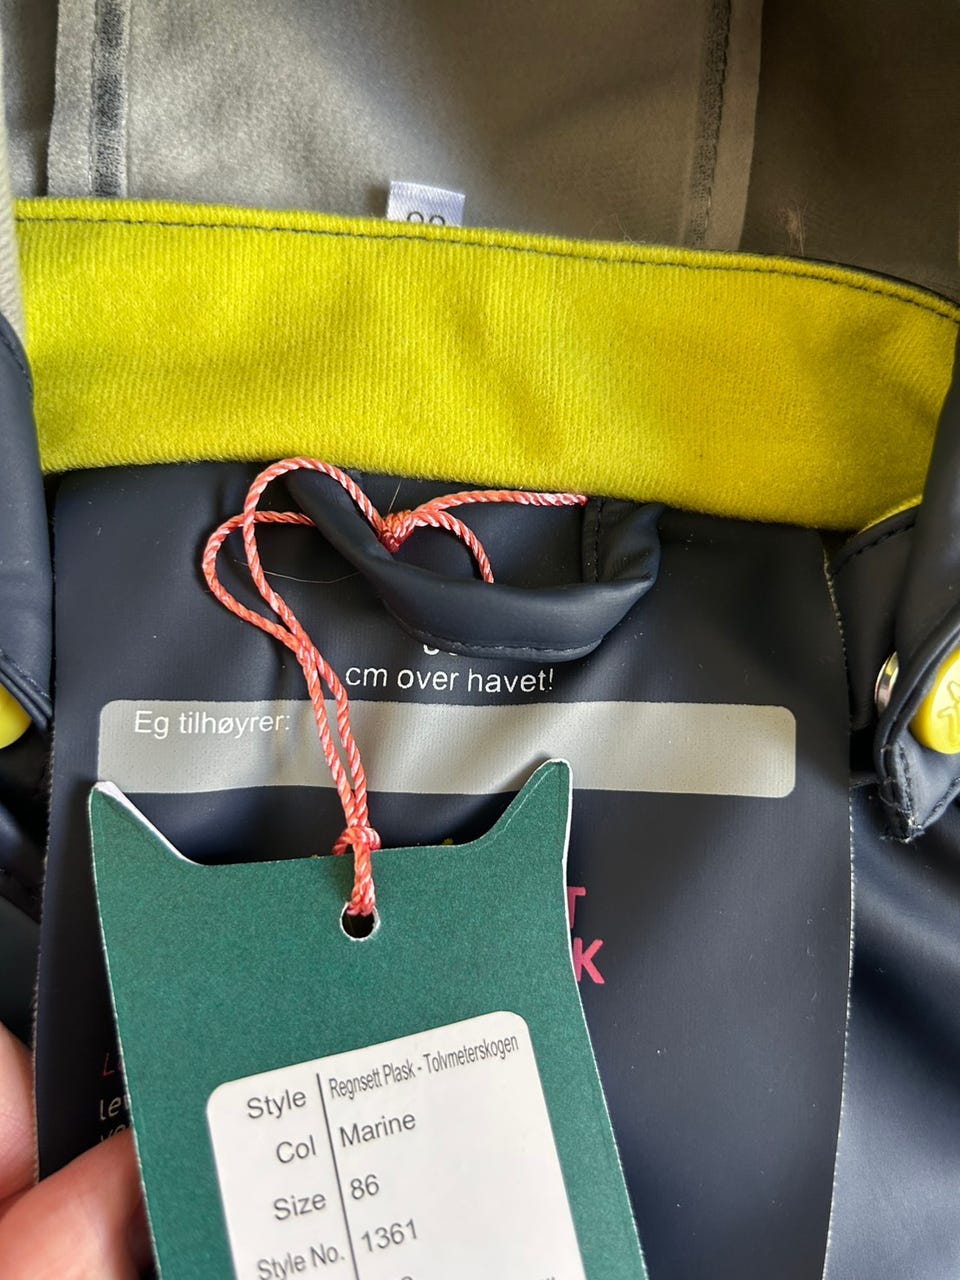 cm over havet!
Eg tilhøyrer:
T
K
Style Regnsett Plask - Tolvmeterskogen
Col Marine
Size 86
Style No. 1361